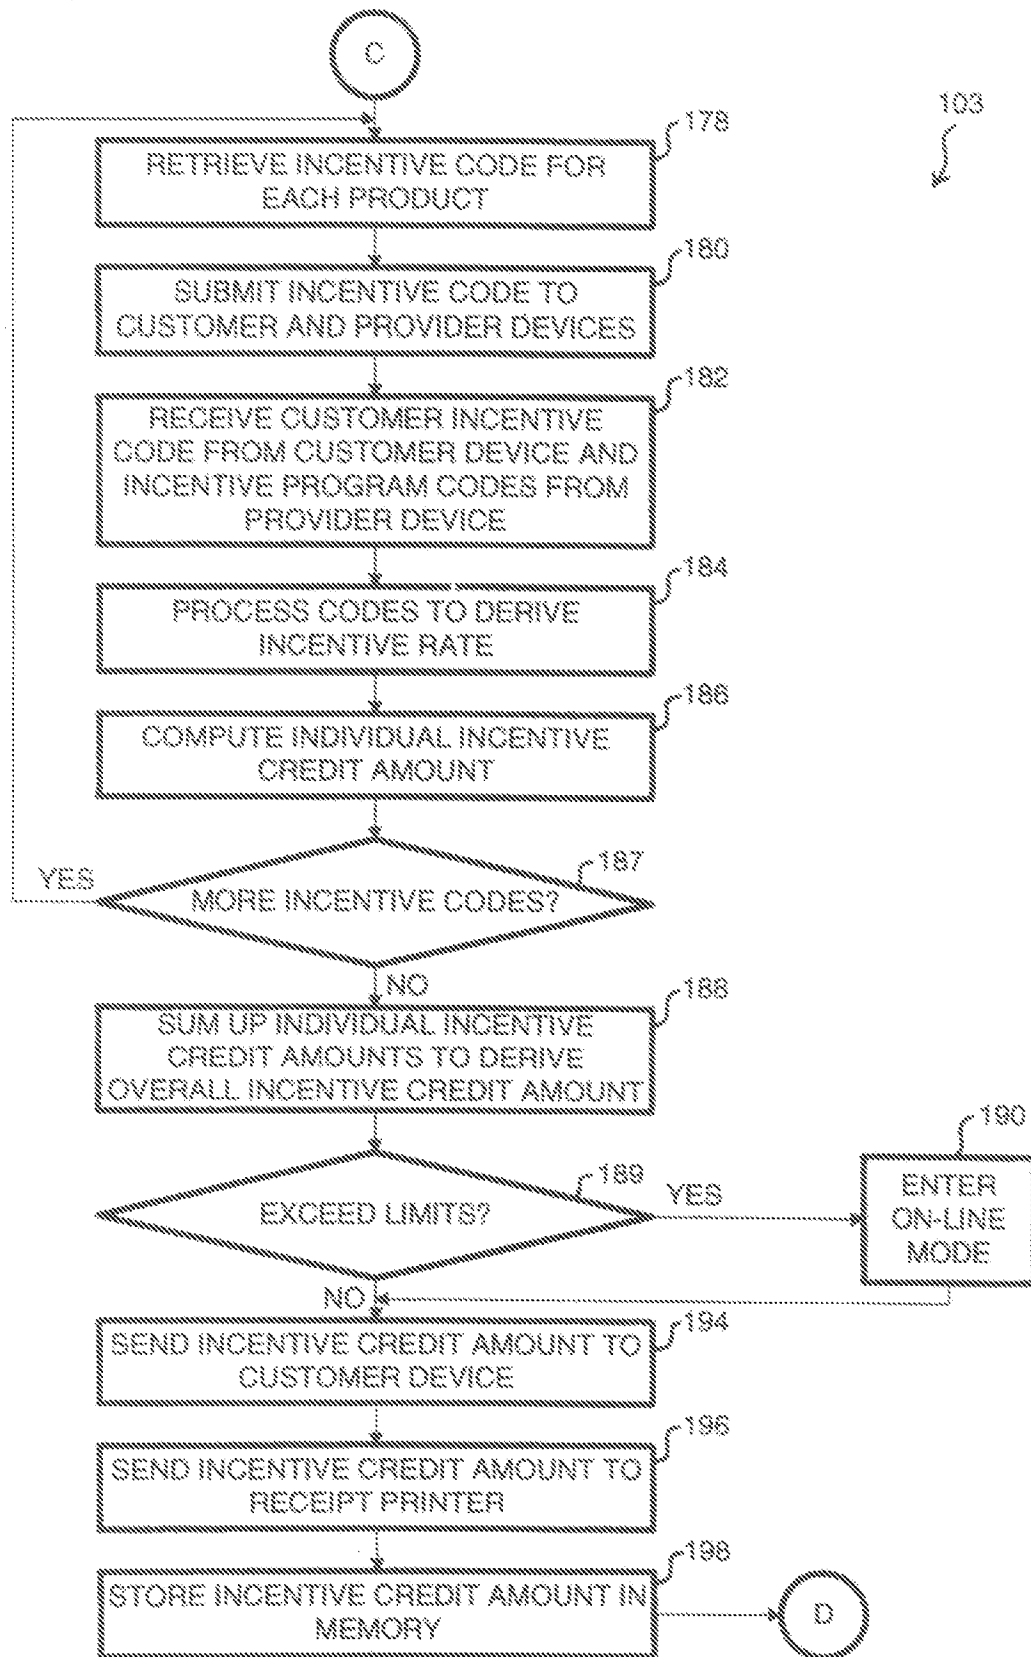 C
103
178
RETRIEVE INCENTIVE CODE FOR
EACH PRODUCT
180
SUBMIT INCENTIVE CODE TO
CUSTOMER AND PROVIDER DEVICES
182
RECEIVE CUSTOMER INCENTIVE
CODE FROM CUSTOMER DEVICE AND
INCENTIVE PROGRAM CODES FROM
PROVIDER DEVICE
184
PROCESS CODES TO DERIVE
INCENTIVE RATE
186
COMPUTE INDIVIDUAL INCENTIVE
CREDIT AMOUNT
187
YES
MORE INCENTIVE CODES?
NO
188
SUM UP INDIVIDUAL INCENTIVE
CREDIT AMOUNTS TO DERIVE
OVERALL INCENTIVE CREDIT AMOUNT
190
189
YES
EXCEED LIMITS?
ENTER
ON-LINE
MODE
NO
194
SEND INCENTIVE CREDIT AMOUNT TO
CUSTOMER DEVICE
196
SEND INCENTIVE CREDIT AMOUNT TO
RECEIPT PRINTER
198
STORE INCENTIVE CREDIT AMOUNT IN
MEMORY
D